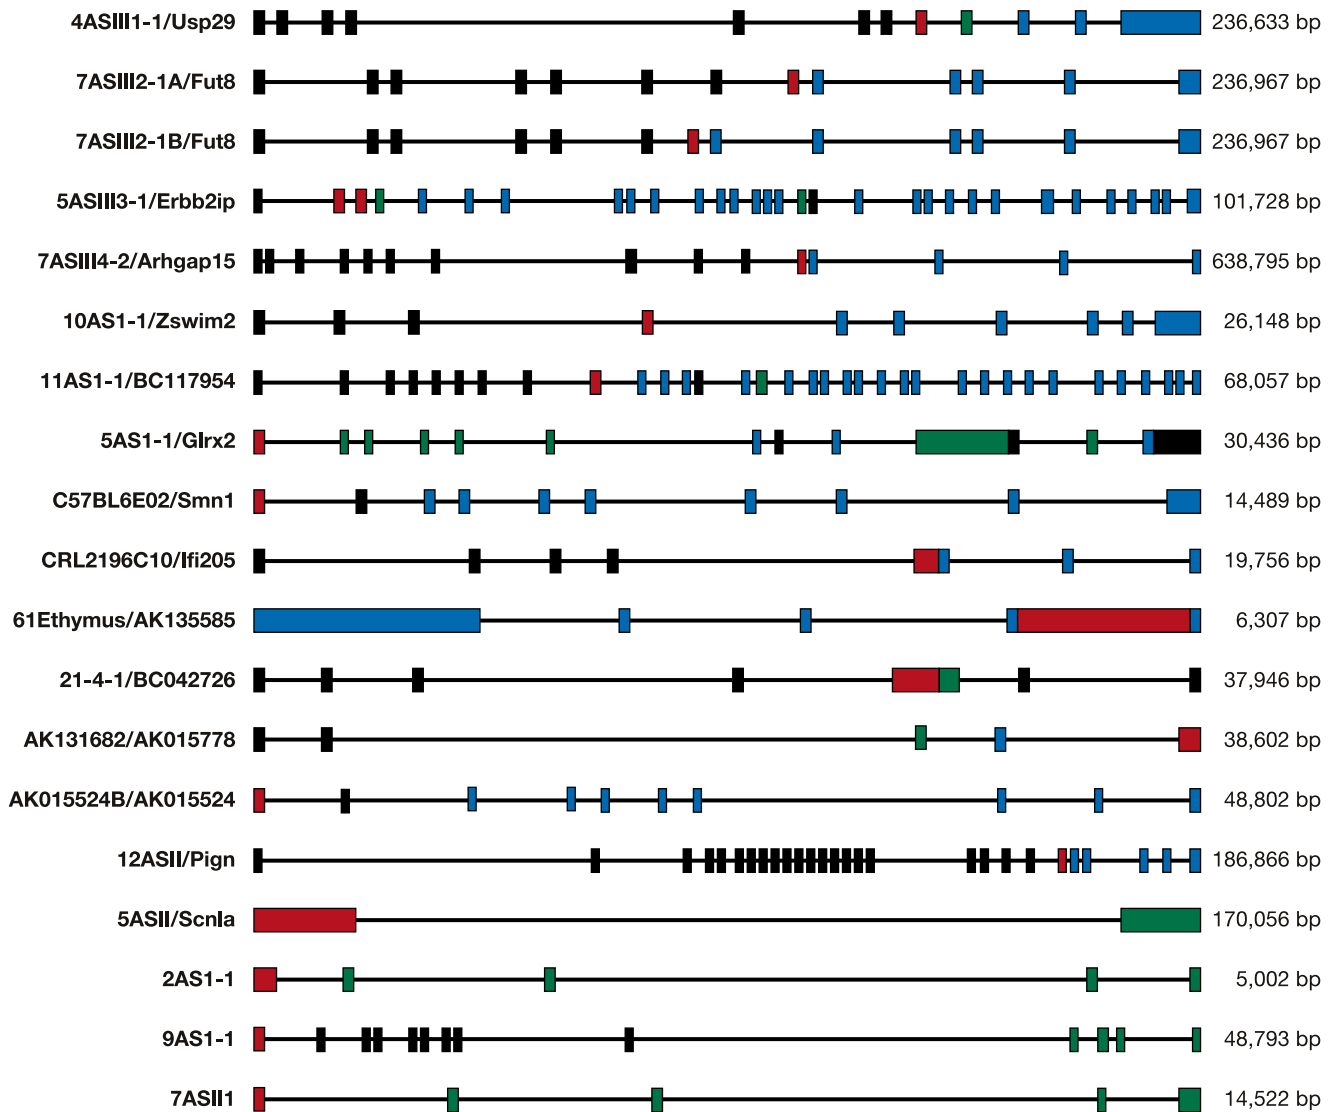 4ASIII1-1/Usp29 236,633 bp
7ASIII2-1A/Fut8 236,967 bp
7ASIII2-1B/Fut8 236,967 bp
5ASIII3-1/Erbb2ip 101,728 bp
7ASIII4-2/Arhgap15 638,795 bp
10AS1-1/Zswim2 26,148 bp
11AS1-1/BC117954 68,057 bp
5AS1-1/Glrx2 30,436 bp
C57BL6E02/Smn1 14,489 bp
CRL2196C10/Ifi205 19,756 bp
61Ethymus/AK135585 6,307 bp
21-4-1/BC042726 37,946 bp
AK131682/AK015778 38,602 bp
AK015524B/AK015524 48,802 bp
12ASII/Pign 186,866 bp
5ASII/Scnla 170,056 bp
2AS1-1 5,002 bp
9AS1-1 48,793 bp
7ASII1 14,522 bp